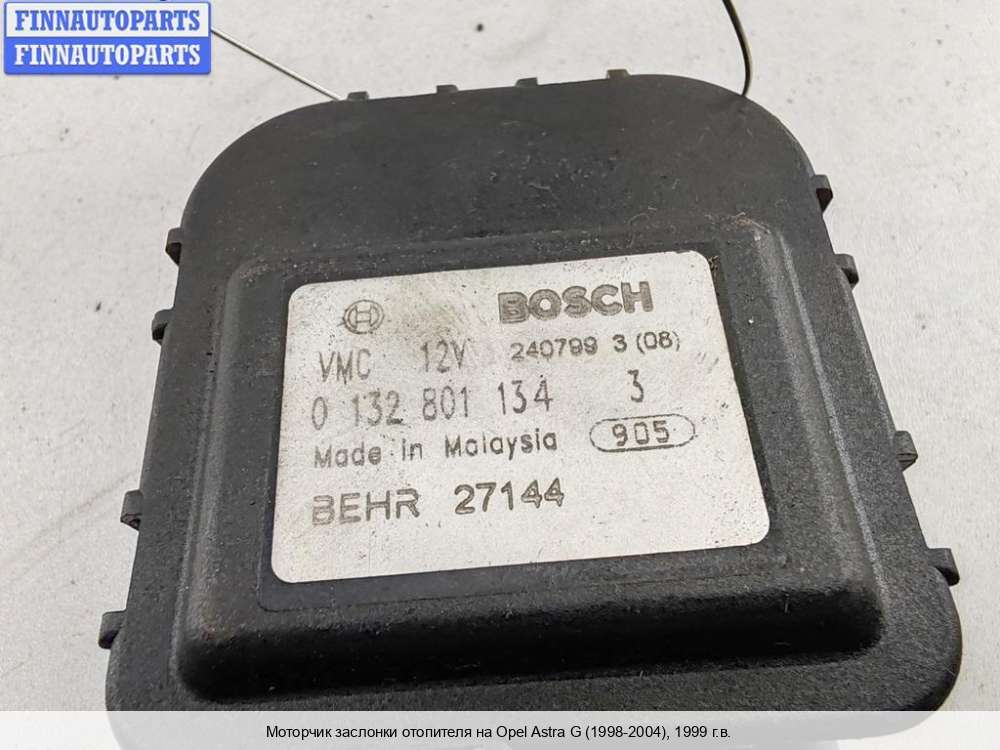 FINNAUTOPARTS
FINNAUTOPARTS
BOSCH
VMC 12V 240799 3 (08)
0 132 801 134 3
Made in Malaysia 905
BEHR 27144
Моторчик заслонки отопителя на Opel Astra G (1998-2004), 1999 г.в.